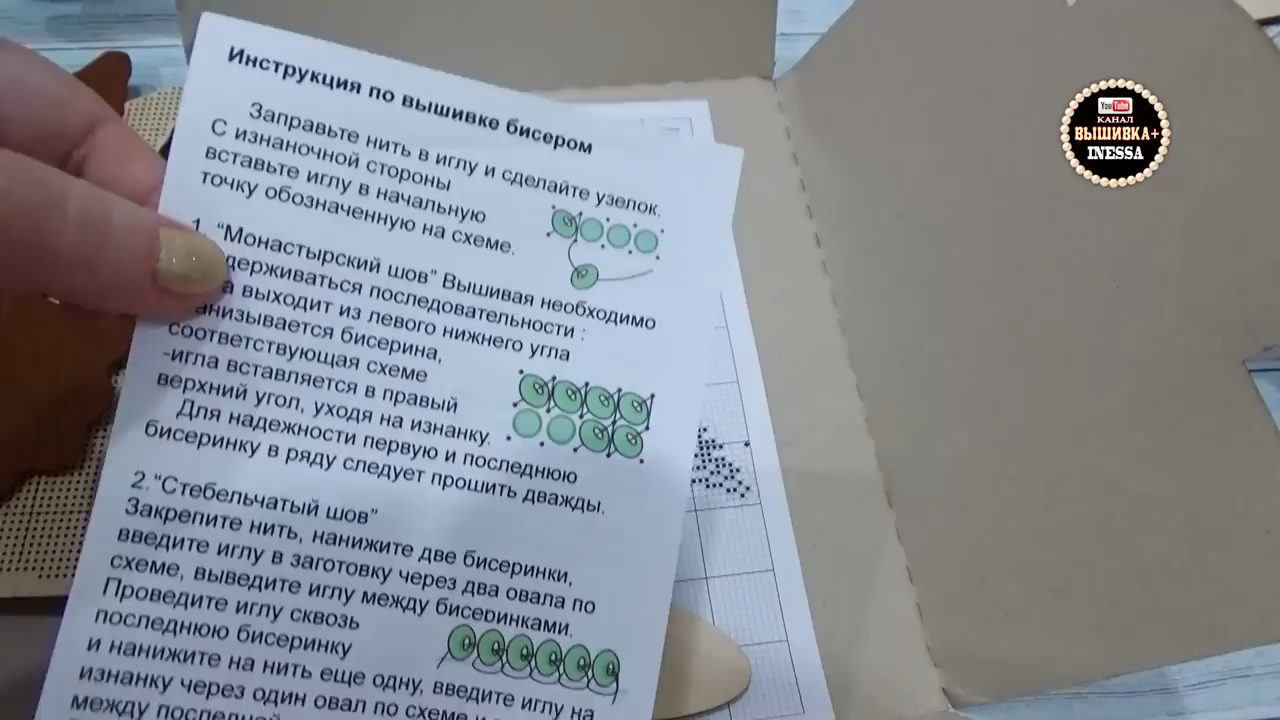 Инструкция по вышивке бисером
Заправьте нить в иглу и сделайте узелок.
С изнаночной стороны
вставьте иглу в начальную
точку обозначенную на схеме.
1. "Монастырский шов" Вышивая необходимо
держиваться последовательности :
а выходит из левого нижнего угла
анизывается бисерина,
соответствующая схеме
-игла вставляется в правый
верхний угол, уходя на изнанку.
Для надежности первую и последнюю
бисеринку в ряду следует прошить дважды.
2."Стебельчатый шов"
Закрепите нить, нанижите две бисеринки,
введите иглу в заготовку через два овала по
схеме, выведите иглу между бисеринками.
Проведите иглу сквозь
последнюю бисеринку
и нанижите на нить еще одну, введите иглу на
изнанку через один овал по схеме и
между последней
You Tube
КАНАЛ
ВЫШИВКА+
INESSA